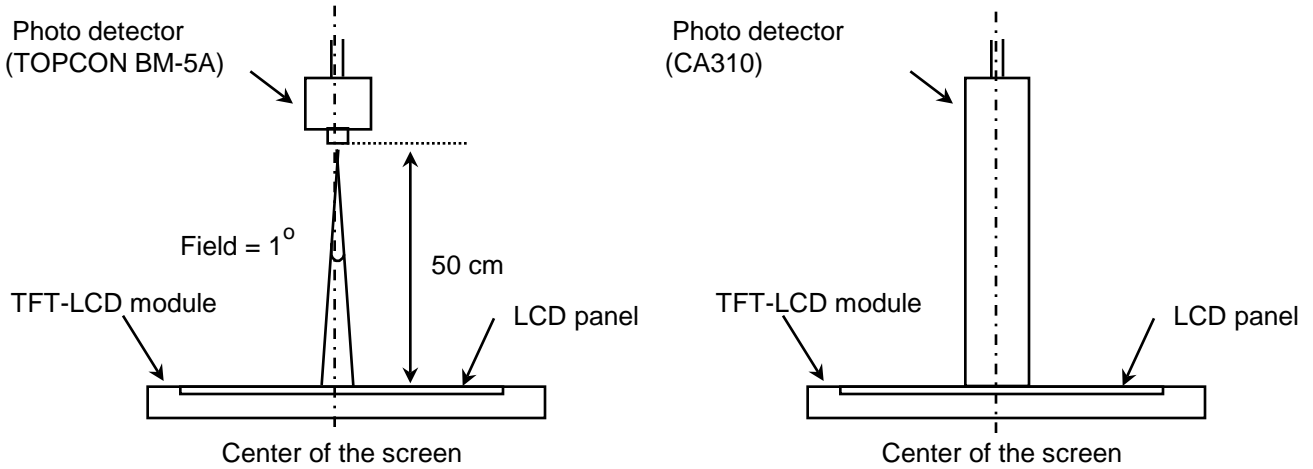 Photo detector
(TOPCON BM-5A)
Field = 1o
50 cm
TFT-LCD module
LCD panel
Center of the screen
Photo detector
(CA310)
TFT-LCD module
LCD panel
Center of the screen